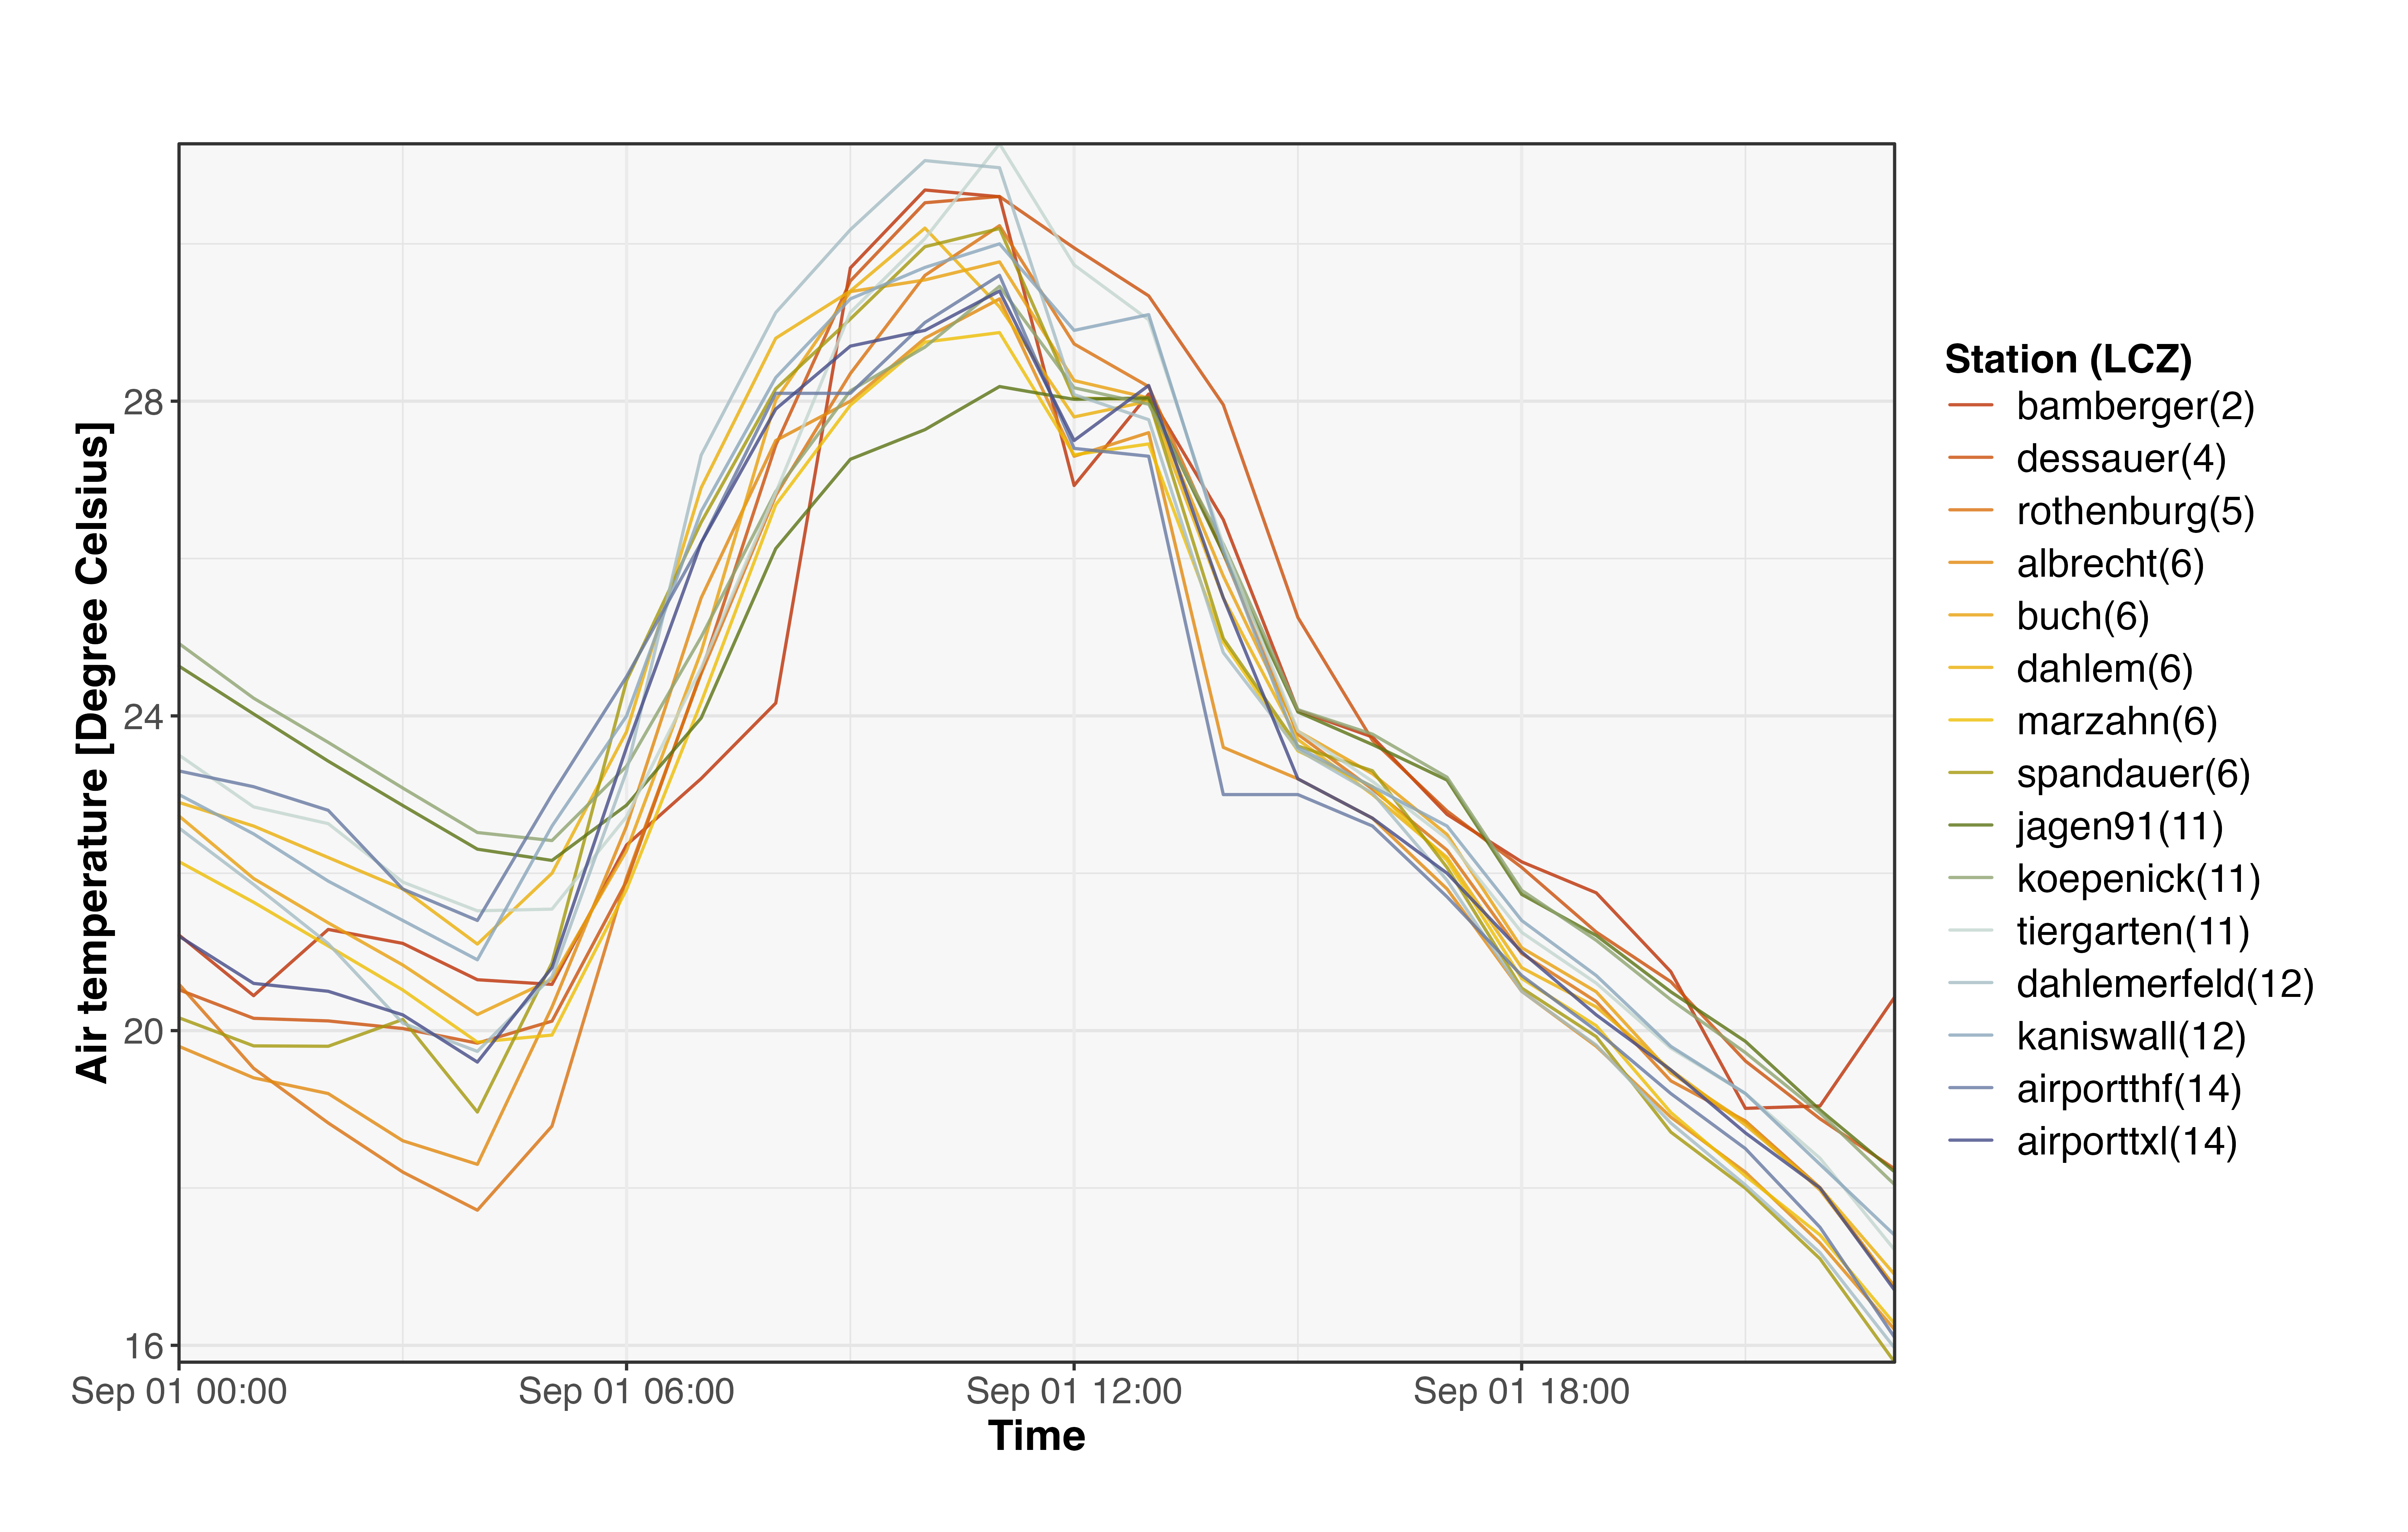 Air temperature [Degree Celsius]
28
24
20
16
Sep 01 00:00
Sep 01 06:00
Sep 01 12:00
Sep 01 18:00
Time
Station (LCZ)
bamberger(2)
dessauer(4)
rothenburg(5)
albrecht(6)
buch(6)
dahlem(6)
marzahn(6)
spandauer(6)
jagen91(11)
koepenick(11)
tiergarten(11)
dahlemerfeld(12)
kaniswall(12)
airportthf(14)
airporttxl(14)